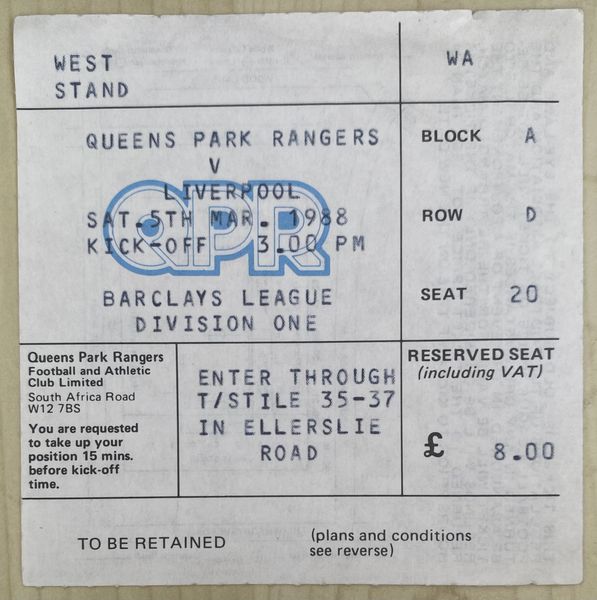 WEST
STAND
WA
QUEENS PARK RANGERS
V
LIVERPOOL
SAT.5TH MAR. 1988
KICK-OFF 3.00 PM
QPR
BARCLAYS LEAGUE
DIVISION ONE
BLOCK A
ROW D
SEAT 20
Queens Park Rangers
Football and Athletic
Club Limited
South Africa Road
W12 7BS
You are requested
to take up your
position 15 mins.
before kick-off
time.
ENTER THROUGH
T/STILE 35-37
IN ELLERSLIE
ROAD
RESERVED SEAT
(including VAT)
£ 8.00
TO BE RETAINED
(plans and conditions
see reverse)